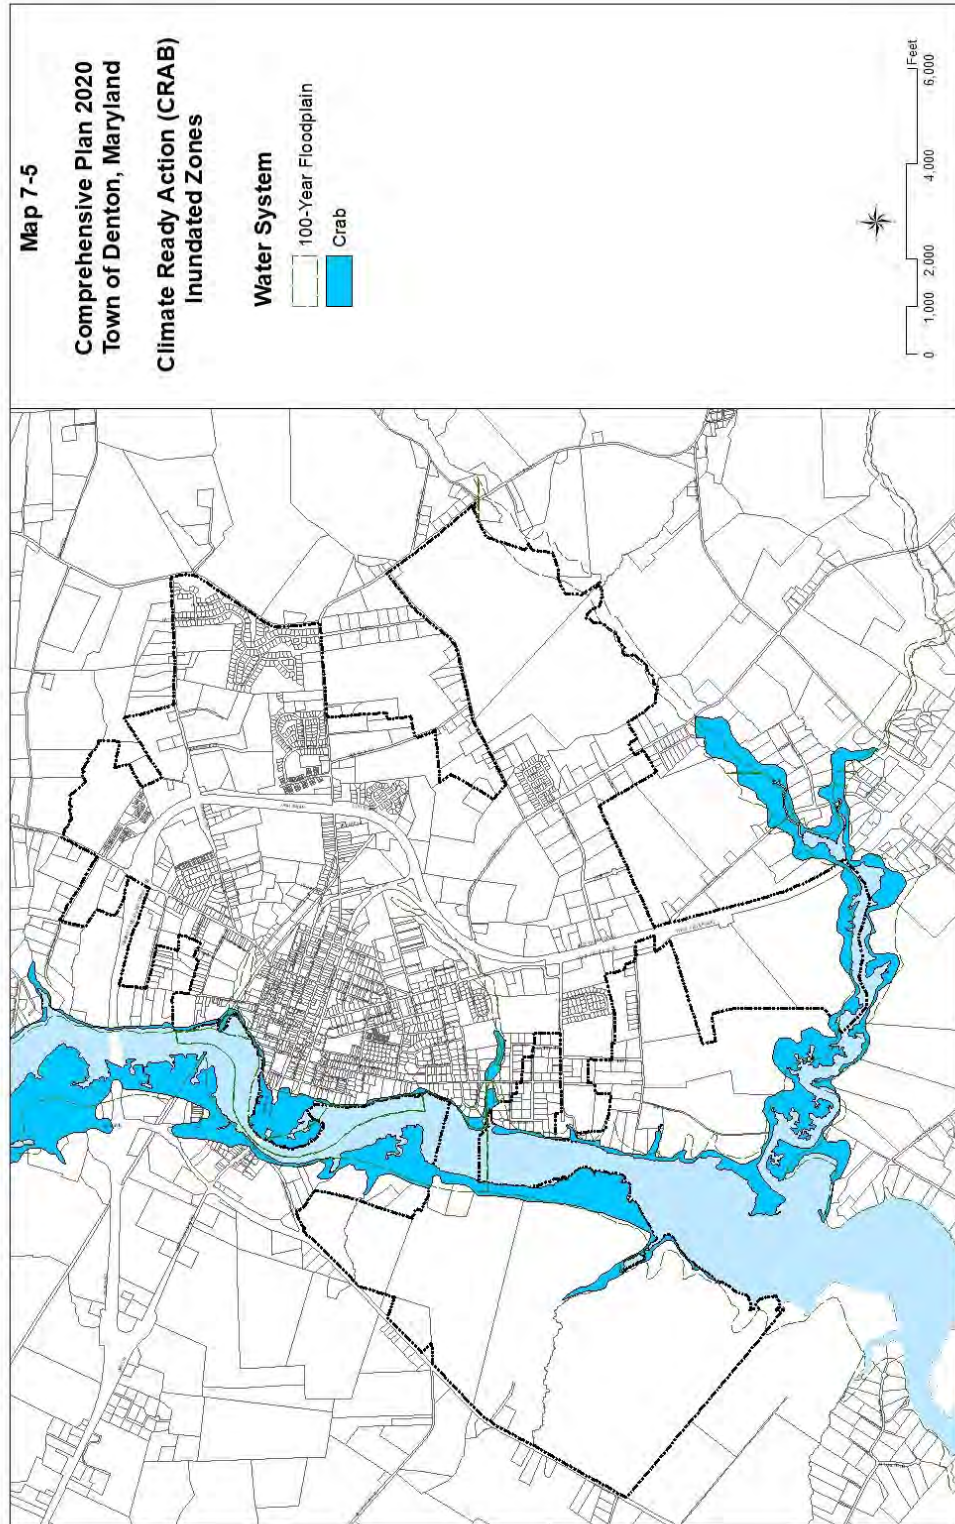 Map 7-5
Comprehensive Plan 2020
Town of Denton, Maryland
Climate Ready Action (CRAB)
Inundated Zones
Water System
100-Year Floodplain
Crab
Feet
0 1,000 2,000 4,000 6,000